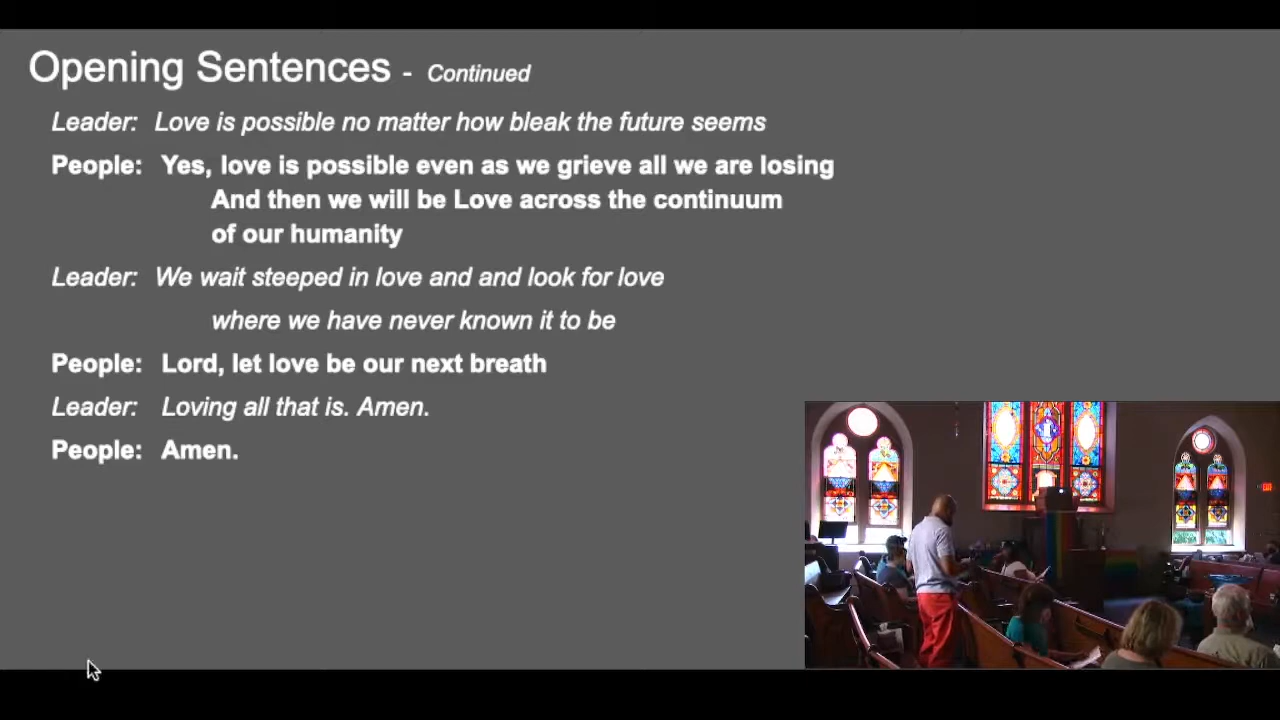 Opening Sentences - Continued
Leader: Love is possible no matter how bleak the future seems
People: Yes, love is possible even as we grieve all we are losing
And then we will be Love across the continuum
of our humanity
Leader: We wait steeped in love and and look for love
where we have never known it to be
People: Lord, let love be our next breath
Leader: Loving all that is. Amen.
People: Amen.